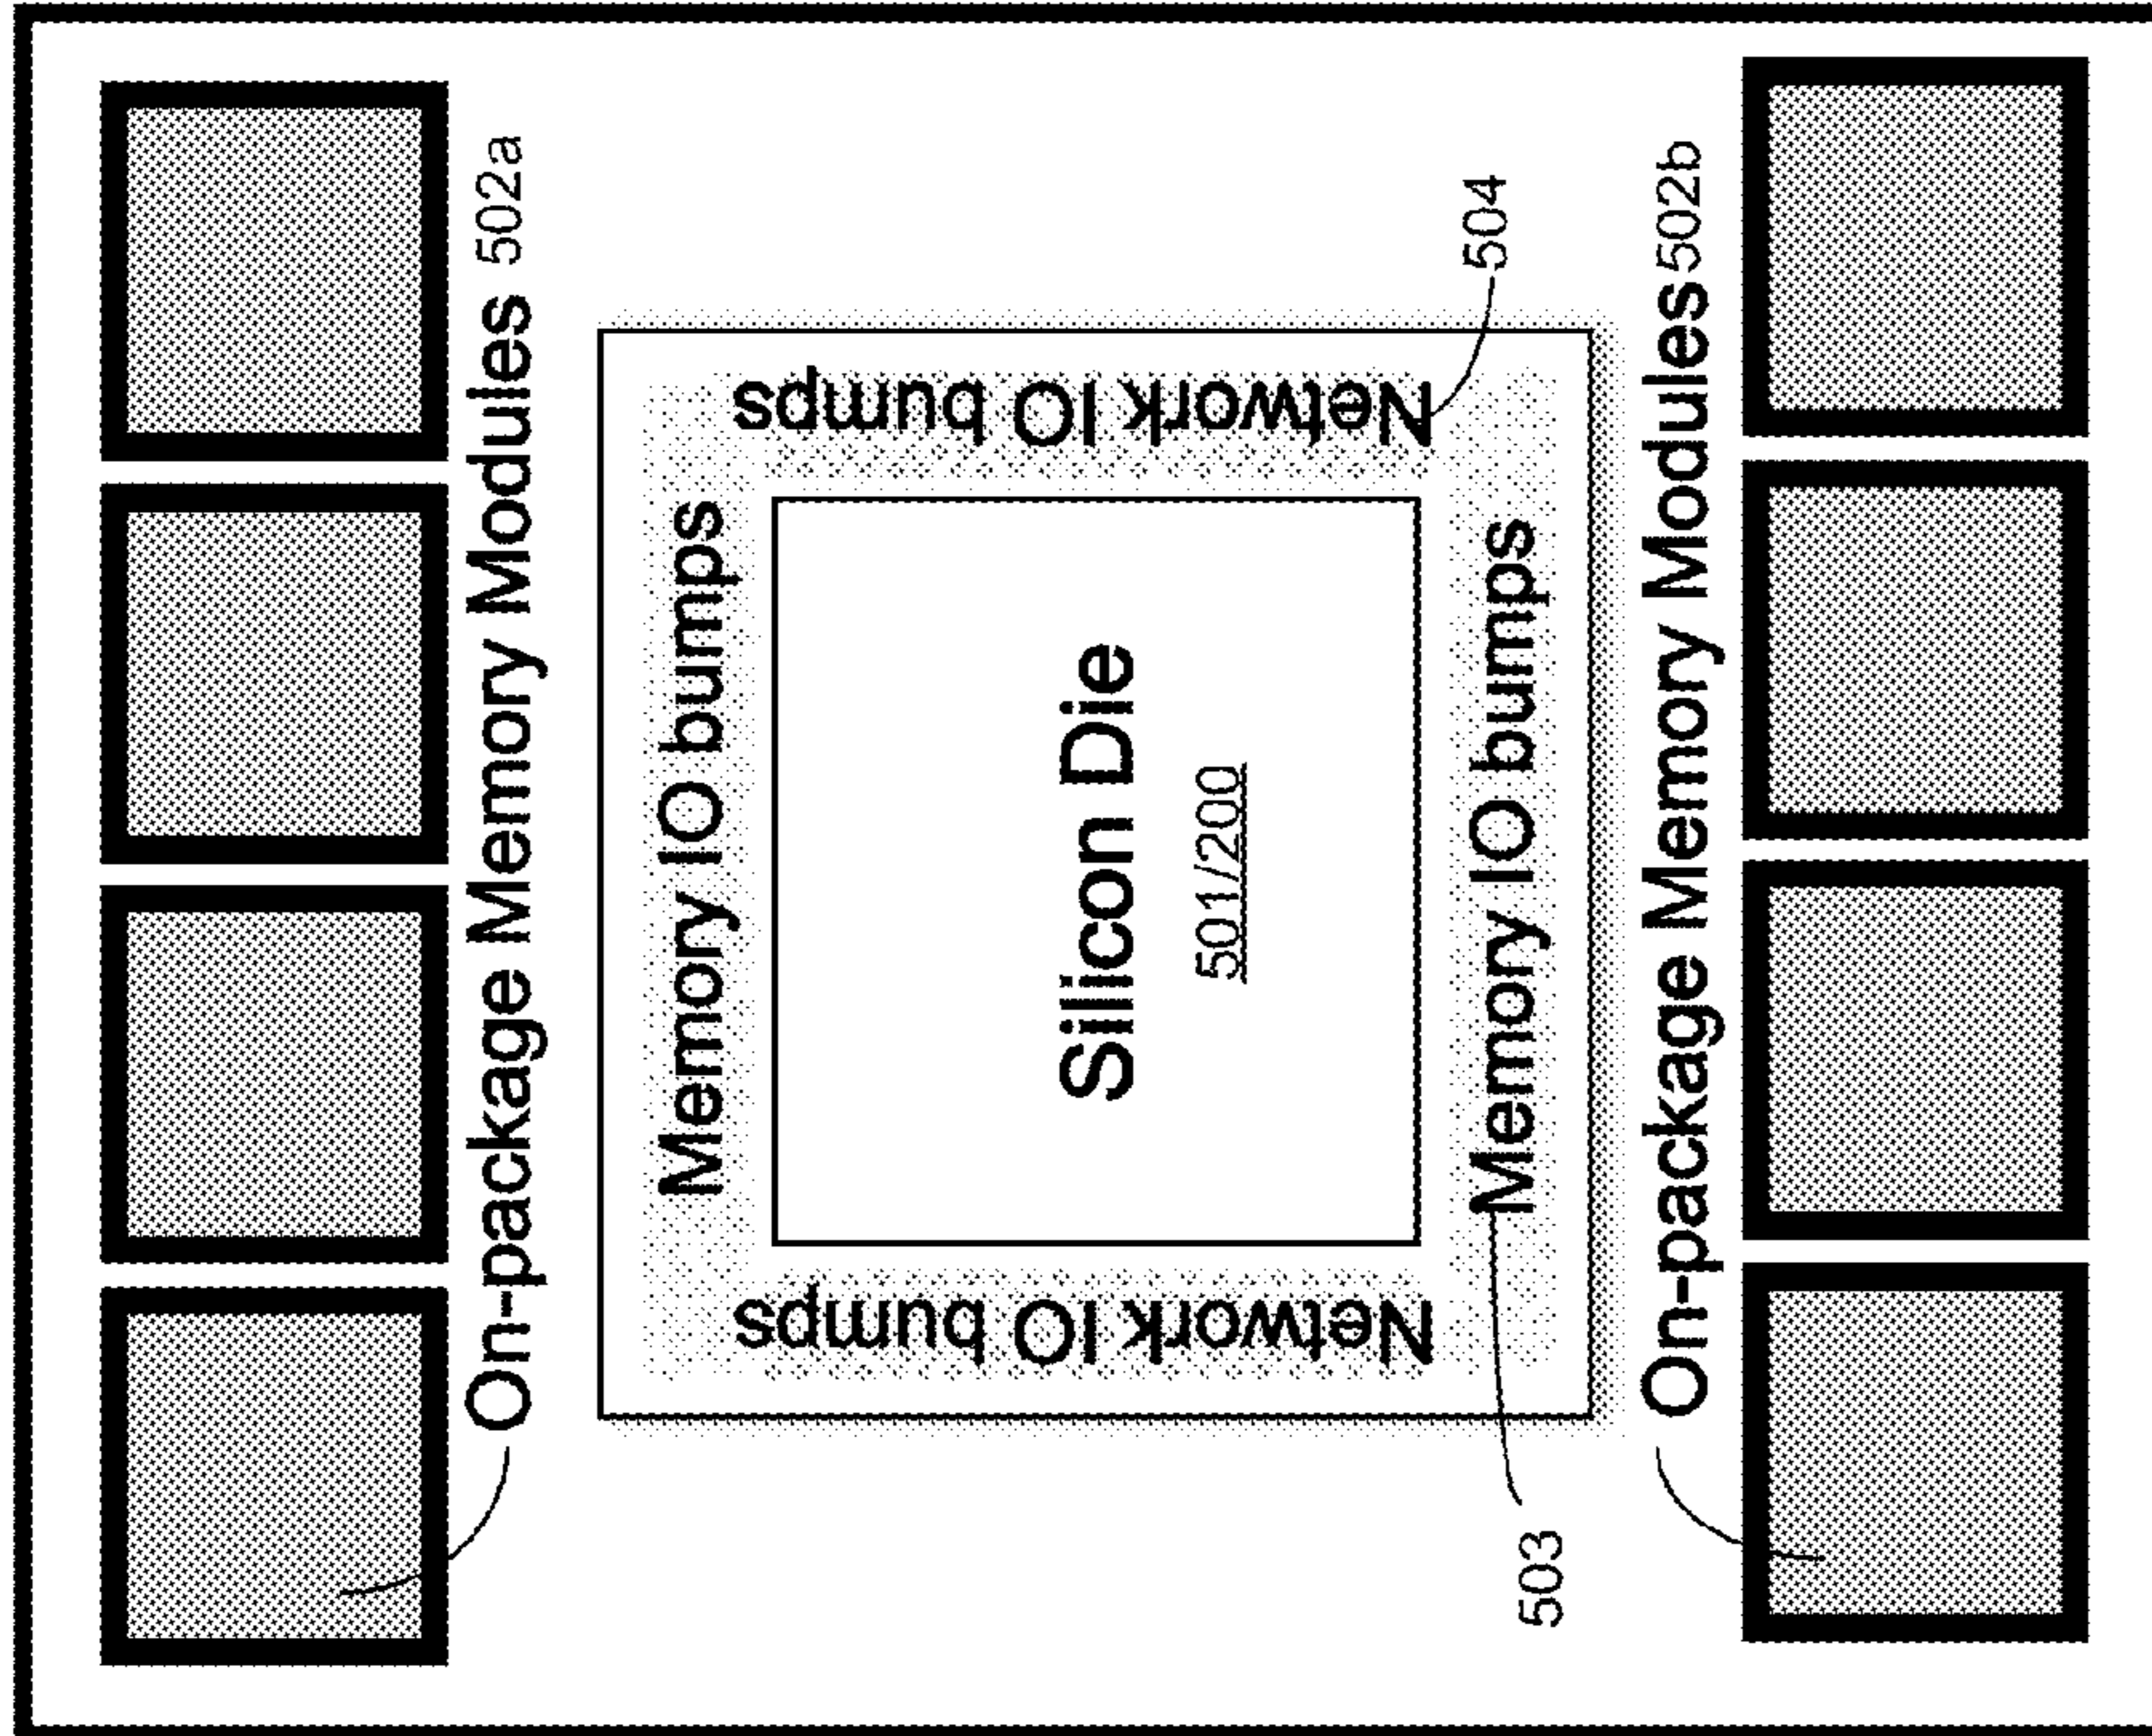 On-package Memory Modules 502a
Memory IO bumps
Network IO bumps
Silicon Die
501/200
Network IO bumps
504
Memory IO bumps
503
On-package Memory Modules 502b